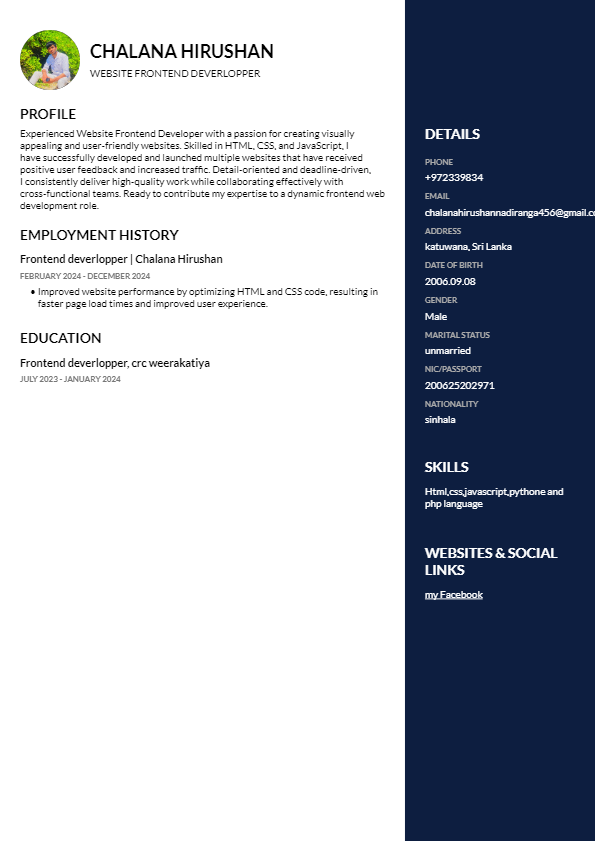 CHALANA HIRUSHAN
WEBSITE FRONTEND DEVERLOPPER
PROFILE
Experienced Website Frontend Developer with a passion for creating visually
appealing and user-friendly websites. Skilled in HTML, CSS, and JavaScript, I
have successfully developed and launched multiple websites that have received
positive user feedback and increased traffic. Detail-oriented and deadline-driven,
I consistently deliver high-quality work while collaborating effectively with
cross-functional teams. Ready to contribute my expertise to a dynamic frontend web
development role.
EMPLOYMENT HISTORY
Frontend deverlopper | Chalana Hirushan
FEBRUARY 2024 - DECEMBER 2024
• Improved website performance by optimizing HTML and CSS code, resulting in
faster page load times and improved user experience.
EDUCATION
Frontend deverlopper, crc weerakatiya
JULY 2023 - JANUARY 2024
DETAILS
PHONE
+972339834
EMAIL
chalanahirushannadiranga456@gmail.co
ADDRESS
katuwana, Sri Lanka
DATE OF BIRTH
2006.09.08
GENDER
Male
MARITAL STATUS
unmarried
NIC/PASSPORT
200625202971
NATIONALITY
sinhala
SKILLS
Html,css,javascript,pythone and
php language
WEBSITES & SOCIAL
LINKS
my Facebook